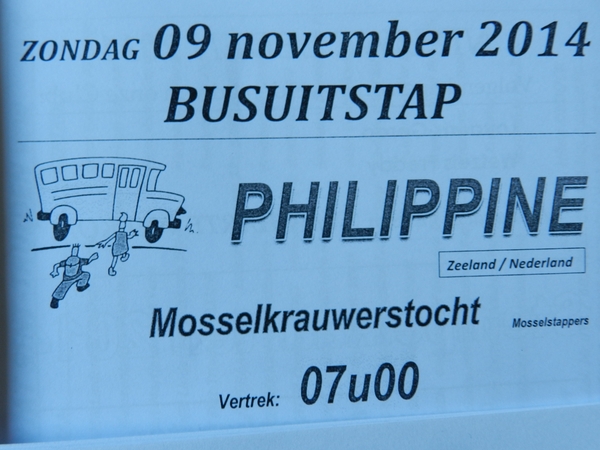 ZONDAG 09 november 2014
BUSUITSTAP
PHILIPPINE
Zeeland / Nederland
Mosselkrauwerstocht Mosselstappers
Vertrek: 07u00